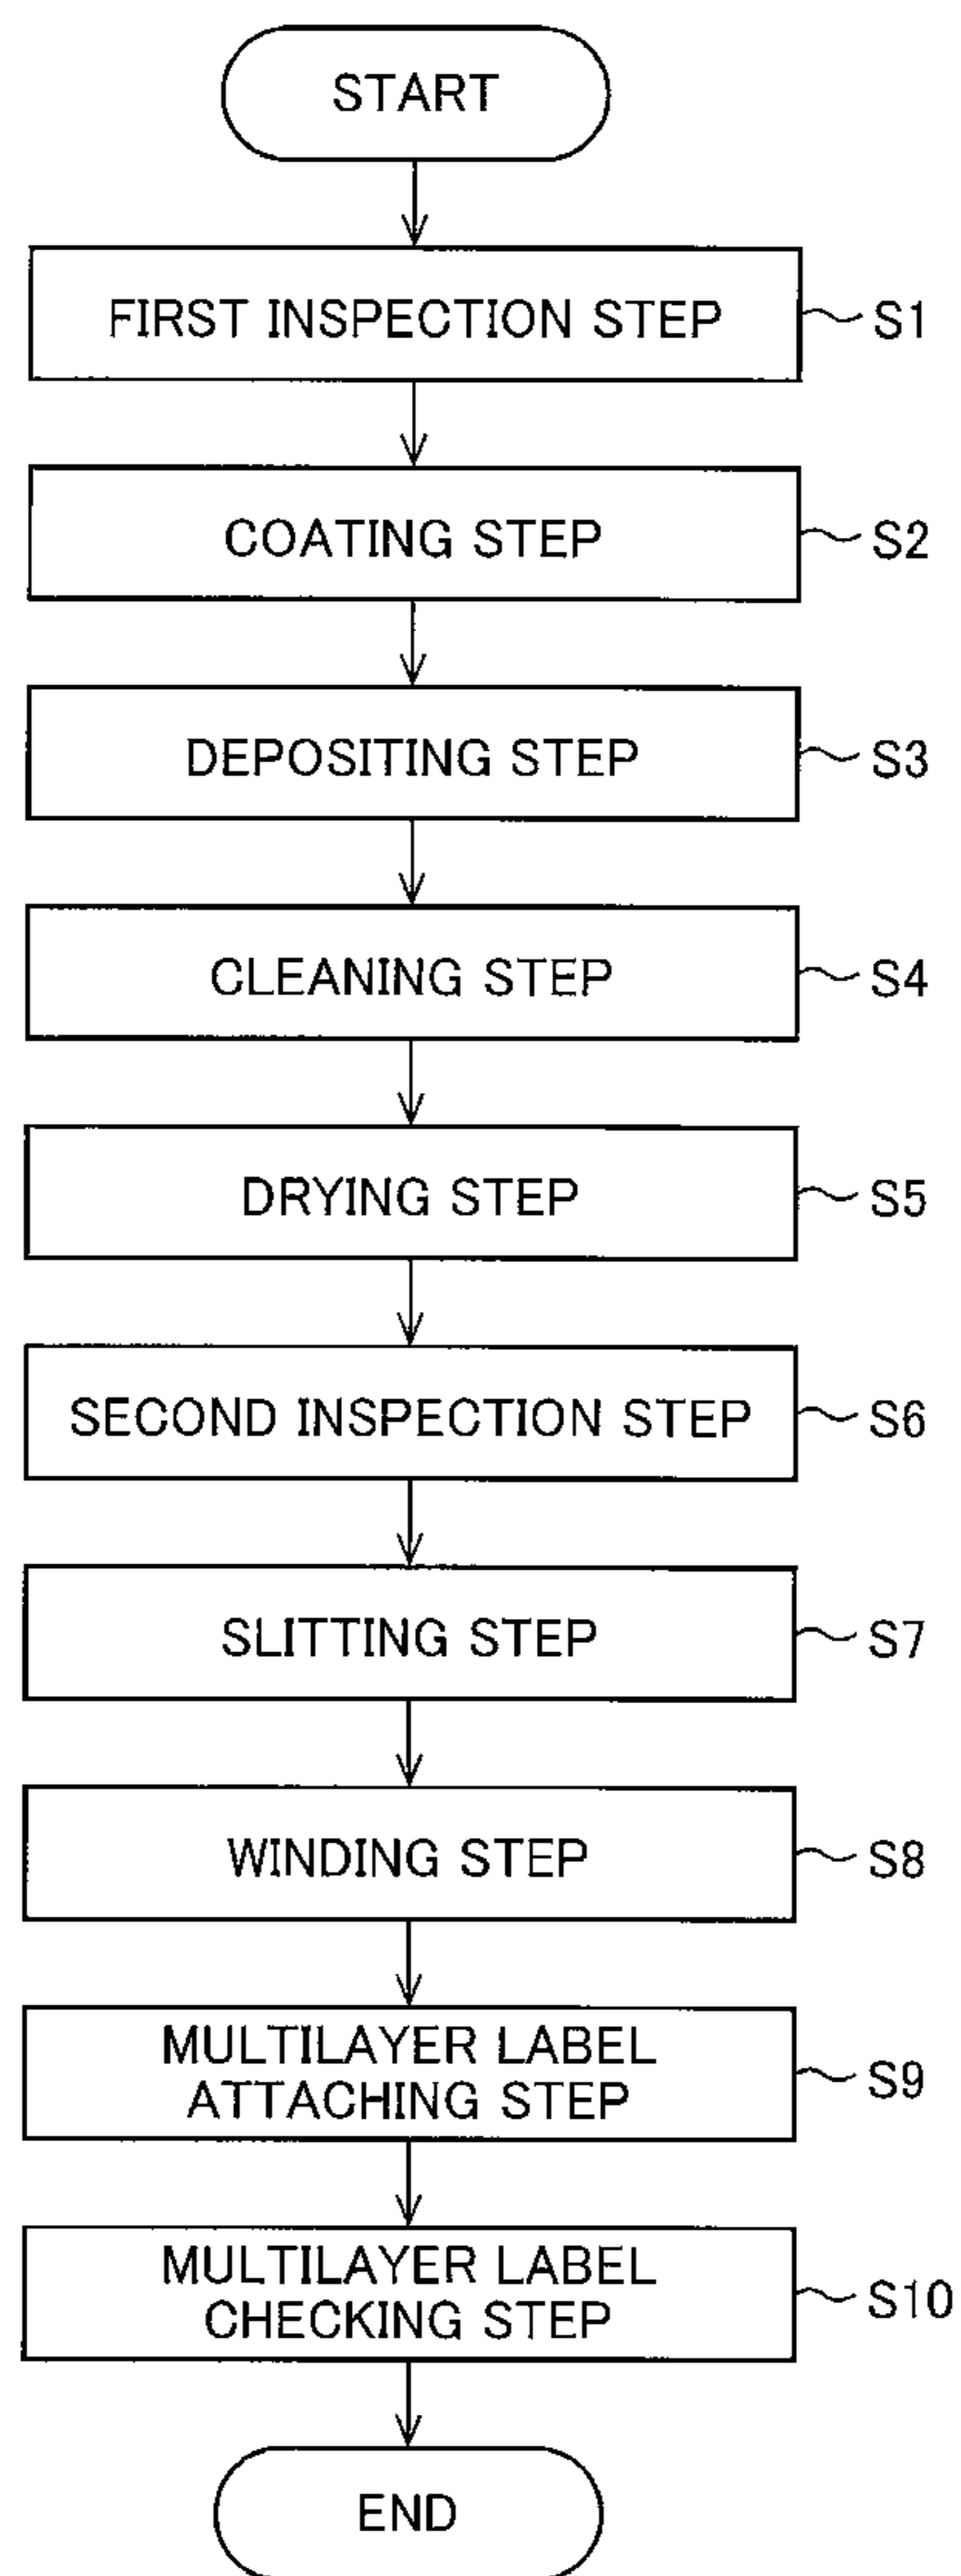 START
FIRST INSPECTION STEP
S1
COATING STEP
S2
DEPOSITING STEP
S3
CLEANING STEP
S4
DRYING STEP
S5
SECOND INSPECTION STEP
S6
SLITTING STEP
S7
WINDING STEP
S8
MULTILAYER LABEL
ATTACHING STEP
S9
MULTILAYER LABEL
CHECKING STEP
S10
END